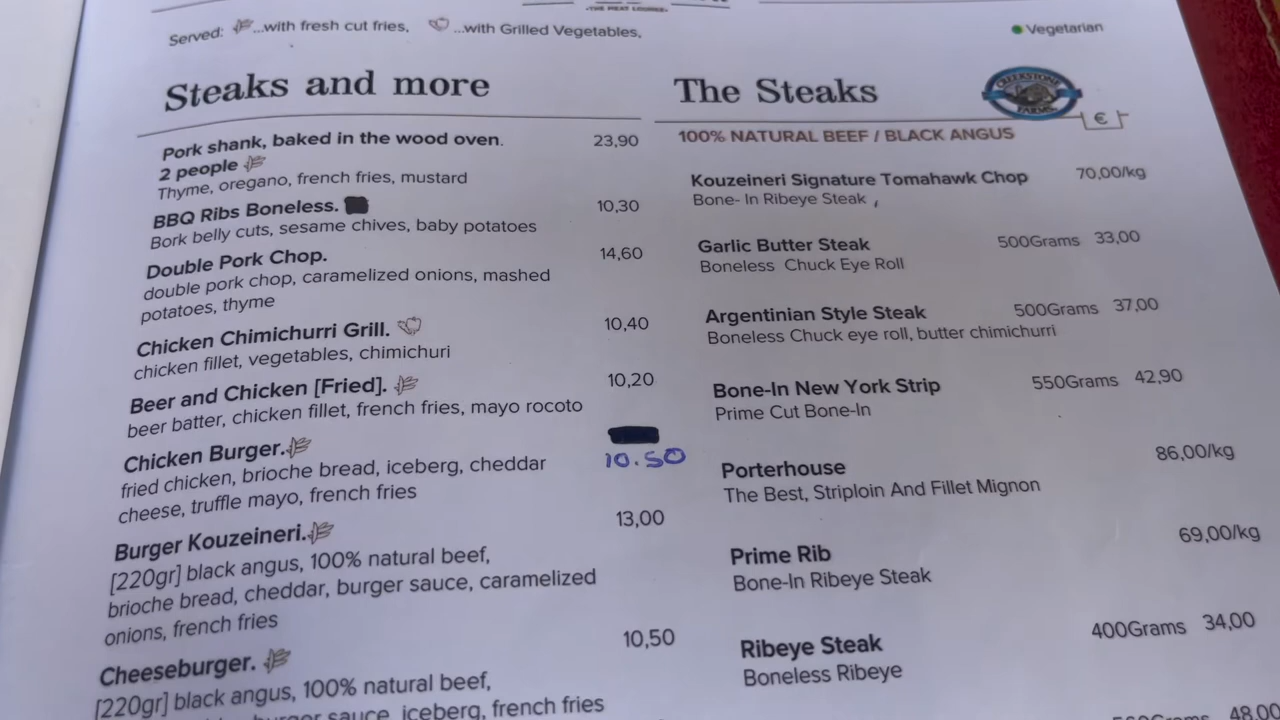 -THE MEAT LOUNGE-
Served: ...with fresh cut fries, ...with Grilled Vegetables,
Vegetarian
Steaks and more
Pork shank, baked in the wood oven. 23,90
2 people
Thyme, oregano, french fries, mustard
BBQ Ribs Boneless. 10,30
Bork belly cuts, sesame chives, baby potatoes
Double Pork Chop. 14,60
double pork chop, caramelized onions, mashed
potatoes, thyme
Chicken Chimichurri Grill. 10,40
chicken fillet, vegetables, chimichuri
Beer and Chicken [Fried]. 10,20
beer batter, chicken fillet, french fries, mayo rocoto
Chicken Burger. 10.50
fried chicken, brioche bread, iceberg, cheddar
cheese, truffle mayo, french fries
Burger Kouzeineri. 13,00
[220gr] black angus, 100% natural beef,
brioche bread, cheddar, burger sauce, caramelized
onions, french fries
Cheeseburger. 10,50
[220gr] black angus, 100% natural beef,
sauce, iceberg, french fries
The Steaks
CREEKSTONE
FARMS
€
100% NATURAL BEEF / BLACK ANGUS
Kouzeineri Signature Tomahawk Chop 70,00/kg
Bone- In Ribeye Steak
Garlic Butter Steak 500Grams 33,00
Boneless Chuck Eye Roll
Argentinian Style Steak 500Grams 37,00
Boneless Chuck eye roll, butter chimichurri
Bone-In New York Strip 550Grams 42,90
Prime Cut Bone-In
Porterhouse 86,00/kg
The Best, Striploin And Fillet Mignon
Prime Rib 69,00/kg
Bone-In Ribeye Steak
Ribeye Steak 400Grams 34,00
Boneless Ribeye
48,00